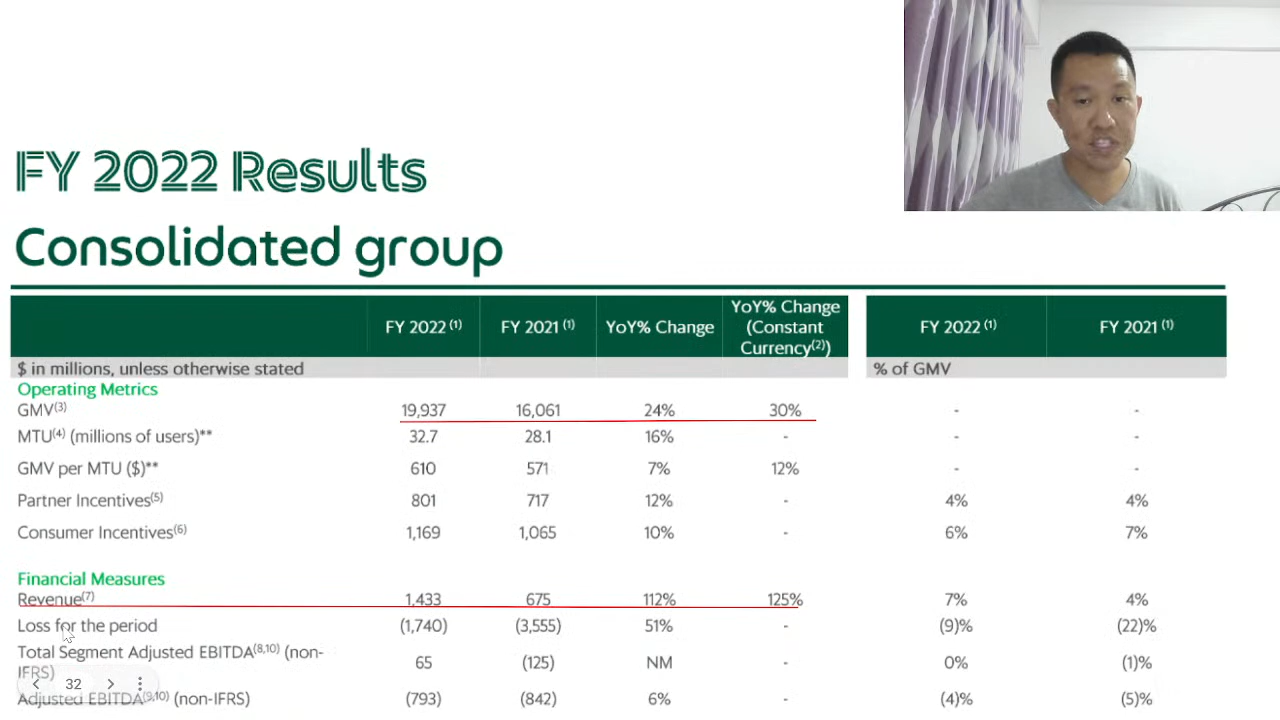 FY 2022 Results
Consolidated group
FY 2022 (1) FY 2021 (1) YoY% Change YoY% Change (Constant Currency(2)) FY 2022 (1) FY 2021 (1)
$ in millions, unless otherwise stated % of GMV
Operating Metrics
GMV(3) 19,937 16,061 24% 30% - -
MTU(4) (millions of users)** 32.7 28.1 16% - - -
GMV per MTU ($)** 610 571 7% 12% - -
Partner Incentives(5) 801 717 12% - 4% 4%
Consumer Incentives(6) 1,169 1,065 10% - 6% 7%
Financial Measures
Revenue(7) 1,433 675 112% 125% 7% 4%
Loss for the period (1,740) (3,555) 51% - (9)% (22)%
Total Segment Adjusted EBITDA(8,10) (non-
IFRS) 65 (125) NM - 0% (1)%
32
Adjusted EBITDA(9,10) (non-IFRS) (793) (842) 6% - (4)% (5)%